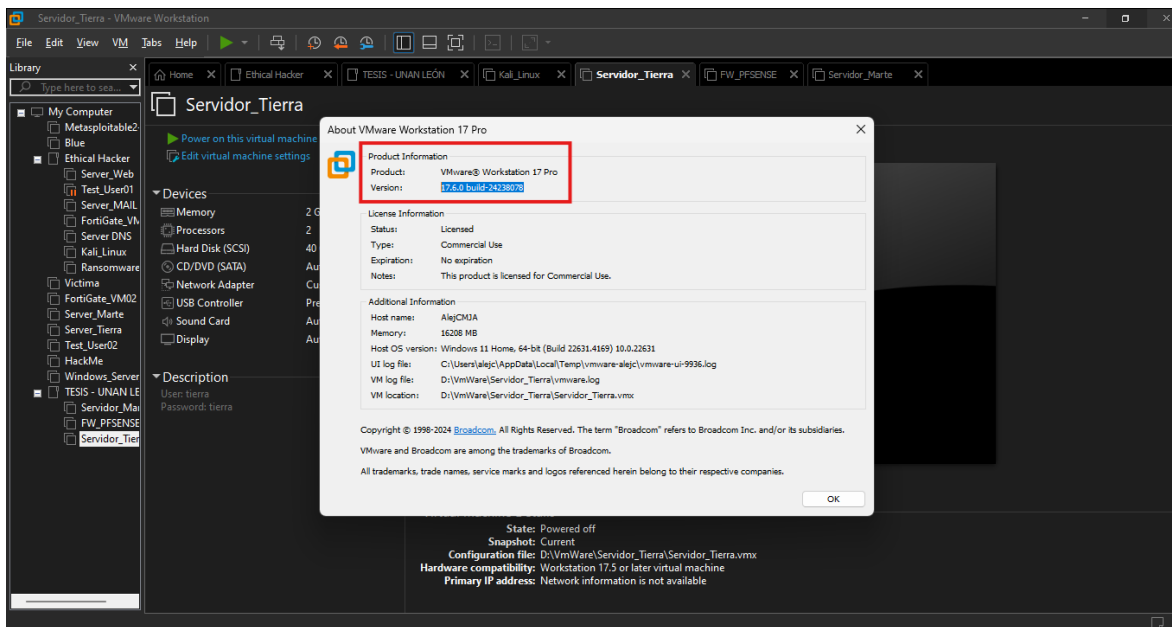 Servidor_Tierra - VMware Workstation
File Edit View VM Tabs Help
Library
Type here to sea...
My Computer
Metasploitable2-
Blue
Ethical Hacker
Server_Web
Test_User01
Server_MAIL
FortiGate_VM
Server DNS
Kali_Linux
Ransomware
Victima
FortiGate_VM02
Server_Marte
Server_Tierra
Test_User02
HackMe
Windows_Server
TESIS - UNAN LE
Servidor_Mar
FW_PFSENSE
Servidor_Tier
Home Ethical Hacker TESIS - UNAN LEÓN Kali_Linux Servidor_Tierra FW_PFSENSE Servidor_Marte
Servidor_Tierra
Power on this virtual machine
Edit virtual machine settings
Devices
Memory 2 G
Processors 2
Hard Disk (SCSI) 40
CD/DVD (SATA) Au
Network Adapter Cu
USB Controller Pre
Sound Card Au
Display Au
Description
User: tierra
Password: tierra
About VMware Workstation 17 Pro
Product Information
Product: VMware® Workstation 17 Pro
Version: 17.6.0 build-24238078
License Information
Status: Licensed
Type: Commercial Use
Expiration: No expiration
Notes: This product is licensed for Commercial Use.
Additional Information
Host name: AlejCMJA
Memory: 16208 MB
Host OS version: Windows 11 Home, 64-bit (Build 22631.4169) 10.0.22631
UI log file: C:\Users\alejc\AppData\Local\Temp\vmware-alejc\vmware-ui-9936.log
VM log file: D:\VmWare\Servidor_Tierra\vmware.log
VM location: D:\VmWare\Servidor_Tierra\Servidor_Tierra.vmx
Copyright © 1998-2024 Broadcom. All Rights Reserved. The term "Broadcom" refers to Broadcom Inc. and/or its subsidiaries.
VMware and Broadcom are among the trademarks of Broadcom.
All trademarks, trade names, service marks and logos referenced herein belong to their respective companies.
OK
State: Powered off
Snapshot: Current
Configuration file: D:\VmWare\Servidor_Tierra\Servidor_Tierra.vmx
Hardware compatibility: Workstation 17.5 or later virtual machine
Primary IP address: Network information is not available